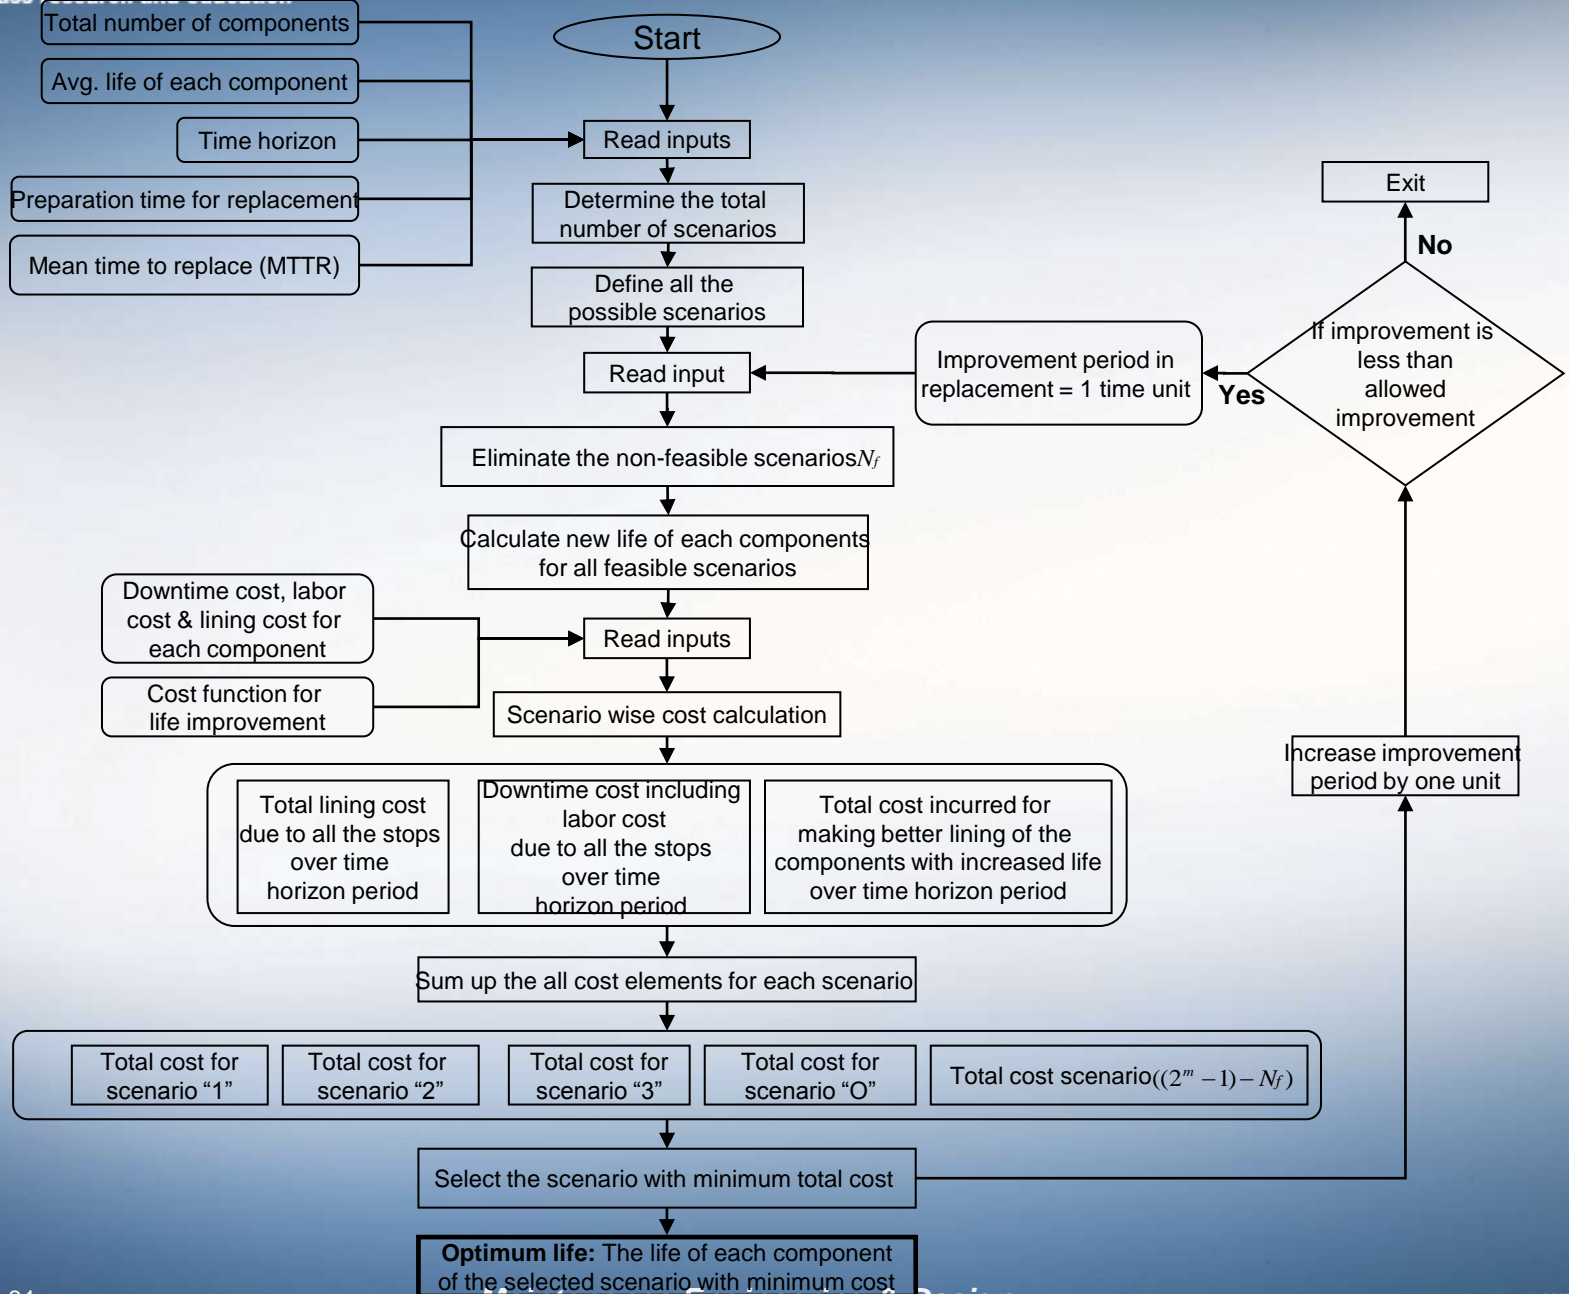 research and education
Total number of components
Start
Avg. life of each component
Time horizon
Read inputs
Preparation time for replacement
Mean time to replace (MTTR)
Determine the total
number of scenarios
Define all the
possible scenarios
Exit
No
If improvement is
less than
allowed
improvement
Yes
Improvement period in
replacement = 1 time unit
Read input
Eliminate the non-feasible scenarios N_f
Calculate new life of each components
for all feasible scenarios
Downtime cost, labor
cost & lining cost for
each component
Read inputs
Cost function for
life improvement
Scenario wise cost calculation
Increase improvement
period by one unit
Total lining cost
due to all the stops
over time
horizon period
Downtime cost including
labor cost
due to all the stops
over time
horizon period
Total cost incurred for
making better lining of the
components with increased life
over time horizon period
Sum up the all cost elements for each scenario
Total cost for
scenario “1”
Total cost for
scenario “2”
Total cost for
scenario “3”
Total cost for
scenario “O”
Total cost scenario((2^m – 1) – N_f)
Select the scenario with minimum total cost
Optimum life: The life of each component
of the selected scenario with minimum cost